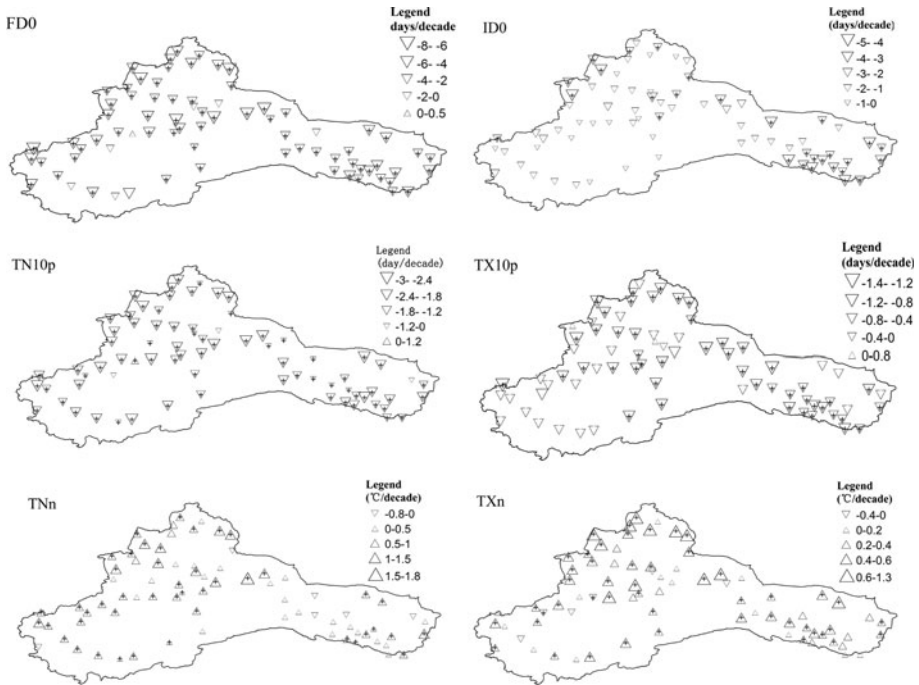 FD0
Legend
days/decade
-8- -6
-6- -4
-4- -2
-2-0
0-0.5
ID0
Legend
(days/decade)
-5- -4
-4- -3
-3- -2
-2- -1
-1-0
TN10p
Legend
(day/decade)
-3- -2.4
-2.4- -1.8
-1.8- -1.2
-1.2-0
0-1.2
TX10p
Legend
(days/decade)
-1.4- -1.2
-1.2- -0.8
-0.8- -0.4
-0.4-0
0-0.8
TNn
Legend
(℃/decade)
-0.8-0
0-0.5
0.5-1
1-1.5
1.5-1.8
TXn
Legend
(℃/decade)
-0.4-0
0-0.2
0.2-0.4
0.4-0.6
0.6-1.3